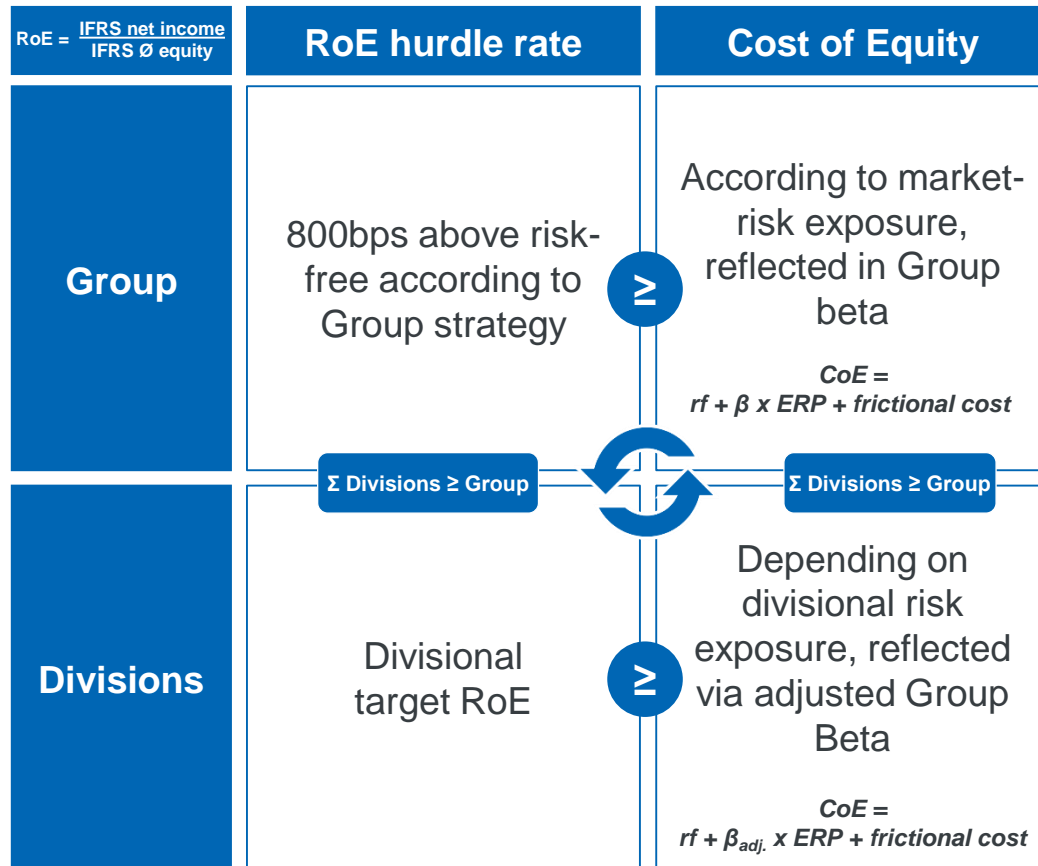 RoE = IFRS net income
IFRS Ø equity
RoE hurdle rate
Cost of Equity
Group
800bps above risk-
free according to
Group strategy
≥
According to market-
risk exposure,
reflected in Group
beta
CoE =
rf + β x ERP + frictional cost
Σ Divisions ≥ Group
Σ Divisions ≥ Group
Divisions
Divisional
target RoE
≥
Depending on
divisional risk
exposure, reflected
via adjusted Group
Beta
CoE =
rf + βadj. x ERP + frictional cost